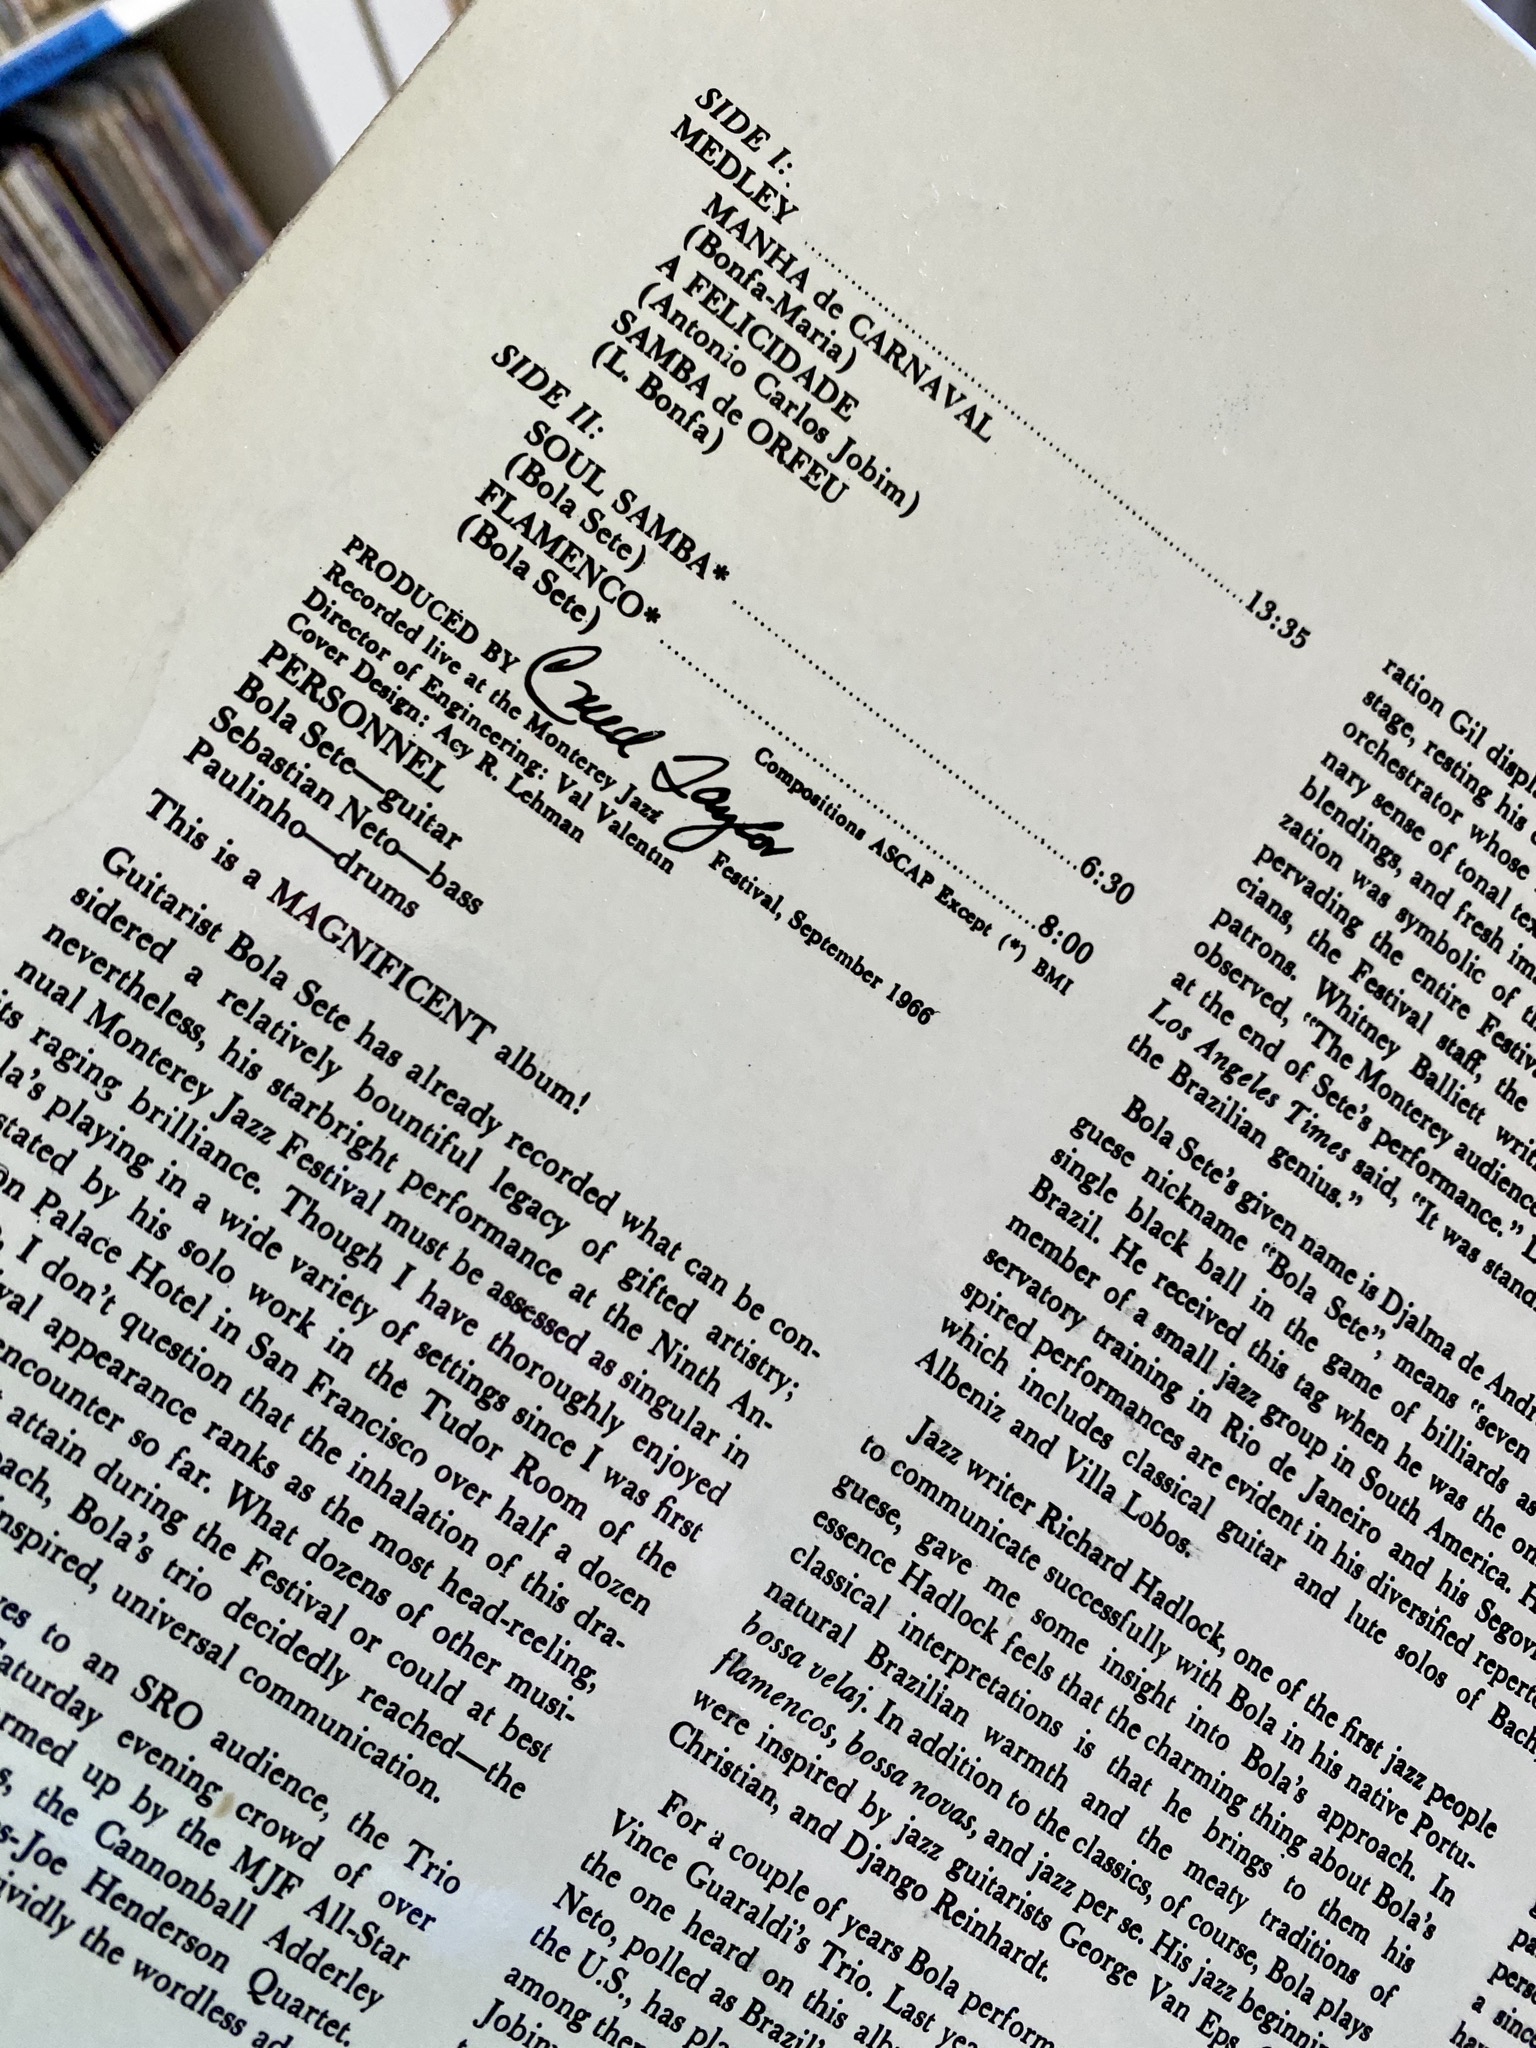 SIDE I:
MEDLEY ........ 13:35
MANHA de CARNAVAL
(Bonfa-Maria)
A FELICIDADE
(Antonio Carlos Jobim)
SAMBA de ORFEU
(L. Bonfa)
SIDE II:
SOUL SAMBA* ........ 6:30
(Bola Sete)
FLAMENCO* ........ 8:00
(Bola Sete)
Compositions ASCAP Except (*) BMI
PRODUCED BY Creed Taylor
Recorded live at the Monterey Jazz Festival, September 1966
Director of Engineering: Val Valentin
Cover Design: Acy R. Lehman
PERSONNEL
Bola Sete—guitar
Sebastian Neto—bass
Paulinho—drums
This is a MAGNIFICENT album!
Guitarist Bola Sete has already recorded what can be con-
sidered a relatively bountiful legacy of gifted artistry;
nevertheless, his starbright performance at the Ninth An-
nual Monterey Jazz Festival must be assessed as singular in
its raging brilliance. Though I have thoroughly enjoyed
playing in a wide variety of settings since I was first
by his solo work in the Tudor Room of the
Palace Hotel in San Francisco over half a dozen
I don't question that the inhalation of this dra-
appearance ranks as the most head-reeling,
encounter so far. What dozens of other musi-
attain during the Festival or could at best
Bola's trio decidedly reached—the
inspired, universal communication.
to an SRO audience, the Trio
Saturday evening crowd of over
up by the MJF All-Star
the Cannonball Adderley
Joe Henderson Quartet.
vividly the wordless
ration Gil
stage, resting his
orchestrator whose
nary sense of tonal
blendings, and fresh
zation was symbolic of
pervading the entire
cians, the Festival staff, the
patrons. Whitney Balliett
observed, "The Monterey audience
at the end of Sete's performance."
Los Angeles Times said, "It was
the Brazilian genius."
Bola Sete's given name is Djalma de
guese nickname "Bola Sete", means "seven
single black ball in the game of billiards as
Brazil. He received this tag when he was the
member of a small jazz group in South America.
servatory training in Rio de Janeiro and his
spired performances are evident in his diversified
which includes classical guitar and lute solos of Bach,
Albeniz and Villa Lobos.
Jazz writer Richard Hadlock, one of the first jazz people
to communicate successfully with Bola in his native Portu-
guese, gave me some insight into Bola's approach. In
essence Hadlock feels that the charming thing about Bola's
classical interpretations is that he brings to them his
natural Brazilian warmth and the meaty traditions of
bossa velaj. In addition to the classics, of course, Bola plays
flamencos, bossa novas, and jazz per se. His jazz
were inspired by jazz guitarists George Van Eps,
Christian, and Django Reinhardt.
For a couple of years Bola
Vince Guaraldi's Trio. Last
the one heard on this
Neto, polled as Brazil's
the U.S., has
among